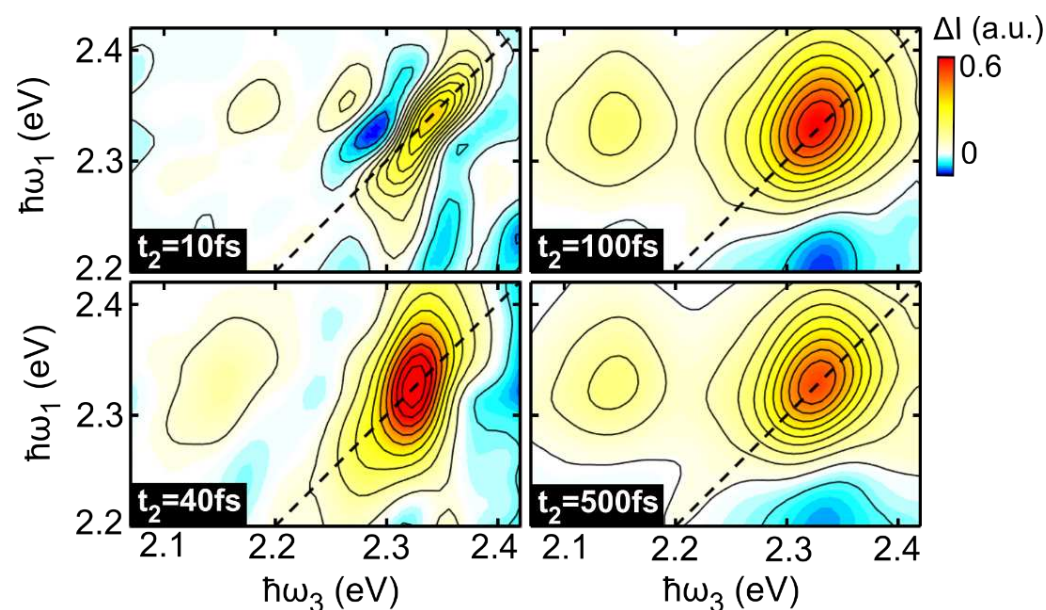 ΔI (a.u.)
0.6
0
2.4
2.3
2.2
ħω₁ (eV)
t₂=10fs
t₂=100fs
2.4
2.3
2.2
ħω₁ (eV)
t₂=40fs
t₂=500fs
2.1 2.2 2.3 2.4
2.1 2.2 2.3 2.4
ħω₃ (eV)
ħω₃ (eV)